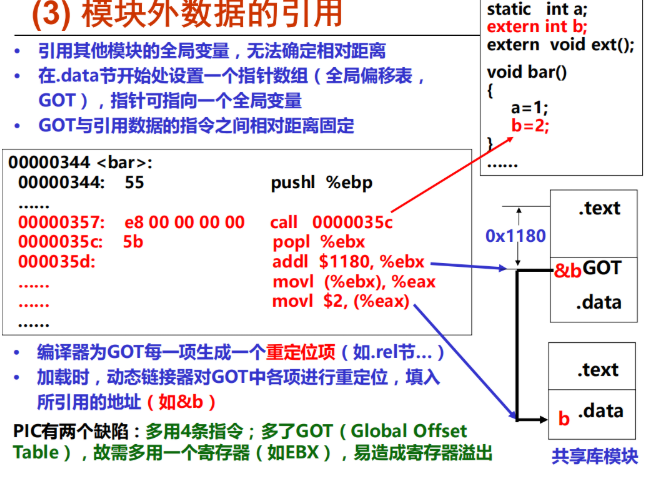 (3) 模块外数据的引用
• 引用其他模块的全局变量，无法确定相对距离
• 在.data节开始处设置一个指针数组（全局偏移表，
GOT），指针可指向一个全局变量
• GOT与引用数据的指令之间相对距离固定
static int a;
extern int b;
extern void ext();
void bar()
{
a=1;
b=2;
}
……
00000344 <bar>:
00000344: 55 pushl %ebp
……
00000357: e8 00 00 00 00 call 0000035c
0000035c: 5b popl %ebx
000035d: addl $1180, %ebx
…… movl (%ebx), %eax
…… movl $2, (%eax)
……
.text
0x1180
&bGOT
.data
.text
b .data
共享库模块
• 编译器为GOT每一项生成一个重定位项（如.rel节…）
• 加载时，动态链接器对GOT中各项进行重定位，填入
所引用的地址（如&b）
PIC有两个缺陷：多用4条指令；多了GOT（Global Offset
Table），故需多用一个寄存器（如EBX），易造成寄存器溢出